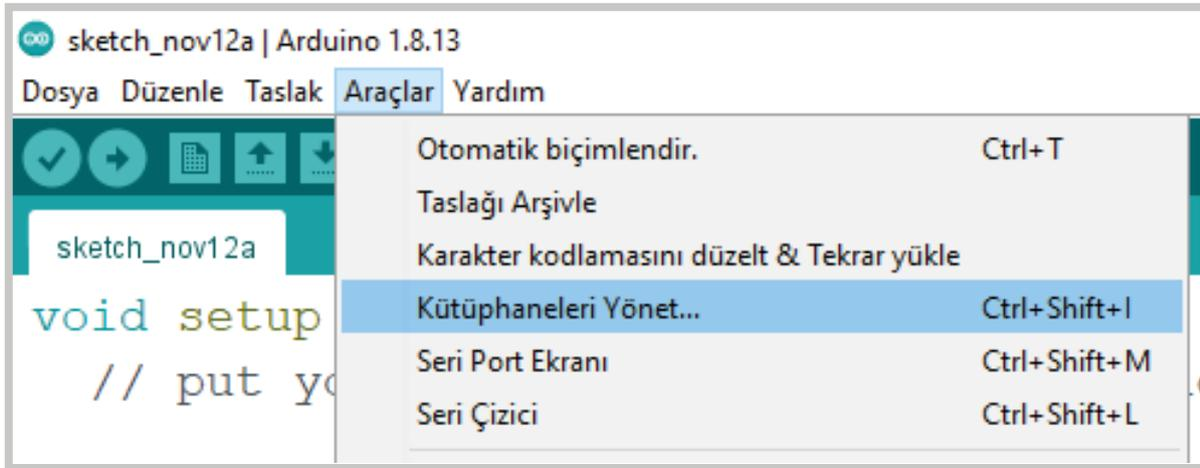 sketch_nov12a | Arduino 1.8.13
Dosya Düzenle Taslak Araçlar Yardım
Otomatik biçimlendir. Ctrl+T
Taslağı Arşivle
sketch_nov12a
Karakter kodlamasını düzelt & Tekrar yükle
void setup
Kütüphaneleri Yönet... Ctrl+Shift+I
Seri Port Ekranı Ctrl+Shift+M
// put
Seri Çizici Ctrl+Shift+L